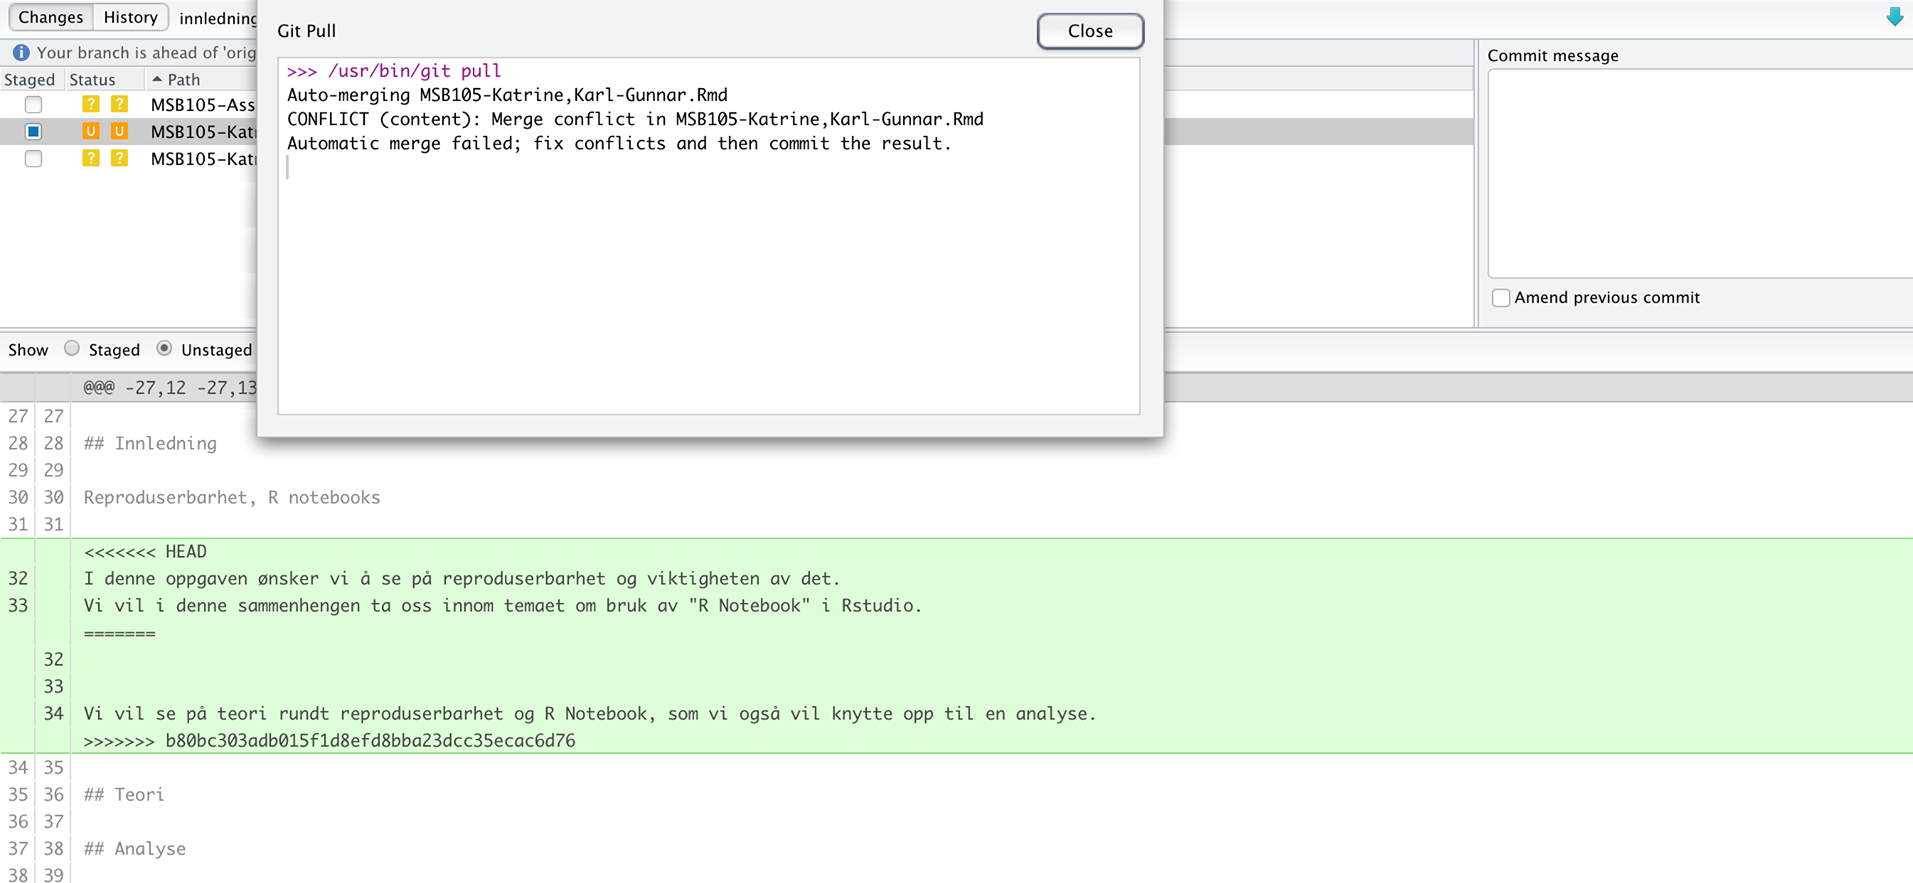 Changes History innledning
Git Pull
Close
Your branch is ahead of 'orig
Staged Status Path
? ? MSB105-Ass
U U MSB105-Kat
? ? MSB105-Kat
>>> /usr/bin/git pull
Auto-merging MSB105-Katrine,Karl-Gunnar.Rmd
CONFLICT (content): Merge conflict in MSB105-Katrine,Karl-Gunnar.Rmd
Automatic merge failed; fix conflicts and then commit the result.
Commit message
Amend previous commit
Show Staged Unstaged
@@@ -27,12 -27,13
27 27
28 28 ## Innledning
29 29
30 30 Reproduserbarhet, R notebooks
31 31
<<<<<<< HEAD
32 I denne oppgaven ønsker vi å se på reproduserbarhet og viktigheten av det.
33 Vi vil i denne sammenhengen ta oss innom temaet om bruk av "R Notebook" i Rstudio.
=======
32
33
34 Vi vil se på teori rundt reproduserbarhet og R Notebook, som vi også vil knytte opp til en analyse.
>>>>>>> b80bc303adb015f1d8efd8bba23dcc35ecac6d76
34 35
35 36 ## Teori
36 37
37 38 ## Analyse
38 39